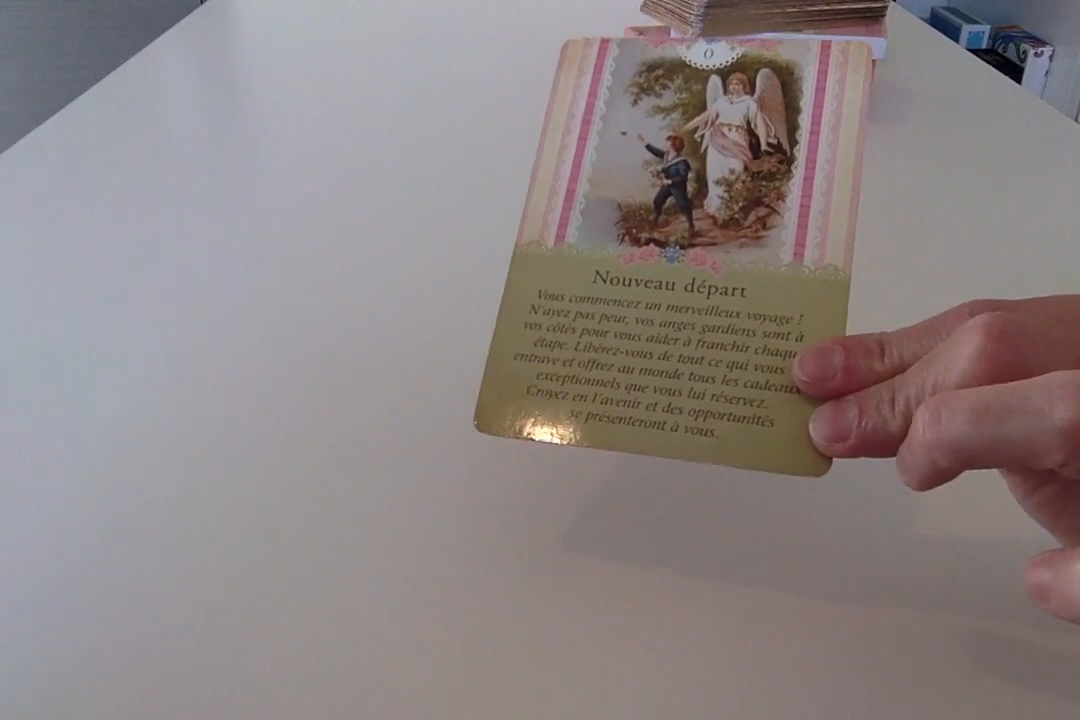 0
Nouveau départ
Vous commencez un merveilleux voyage !
N'ayez pas peur, vos anges gardiens sont à
vos côtés pour vous aider à franchir chaqu
étape. Libérez-vous de tout ce qui vous
entrave et offrez au monde tous les cadeaux
exceptionnels que vous lui réservez.
Croyez en l'avenir et des opportunités
se présenteront à vous.